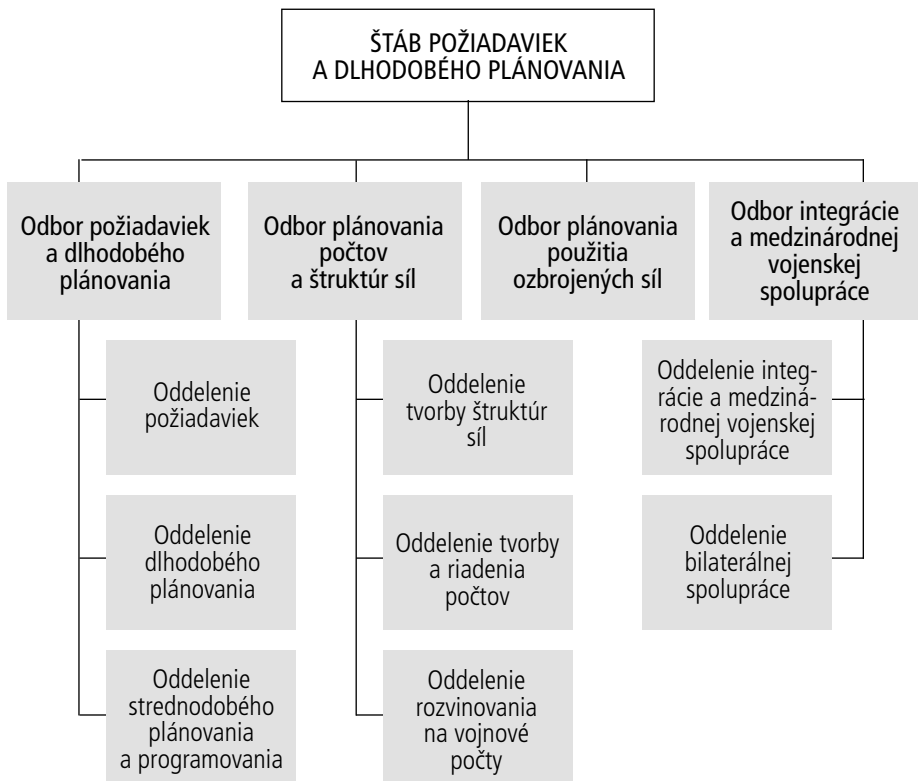 ŠTÁB POŽIADAVIEK
A DLHODOBÉHO PLÁNOVANIA
Odbor požiadaviek
a dlhodobého
plánovania
Odbor plánovania
počtov
a štruktúr síl
Odbor plánovania
použitia
ozbrojených síl
Odbor integrácie
a medzinárodnej
vojenskej
spolupráce
Oddelenie
požiadaviek
Oddelenie
tvorby štruktúr
síl
Oddelenie integ-
rácie a medziná-
rodnej vojenskej
spolupráce
Oddelenie
dlhodobého
plánovania
Oddelenie tvorby
a riadenia
počtov
Oddelenie
bilaterálnej
spolupráce
Oddelenie
strednodobého
plánovania
a programovania
Oddelenie
rozvinovania
na vojnové
počty